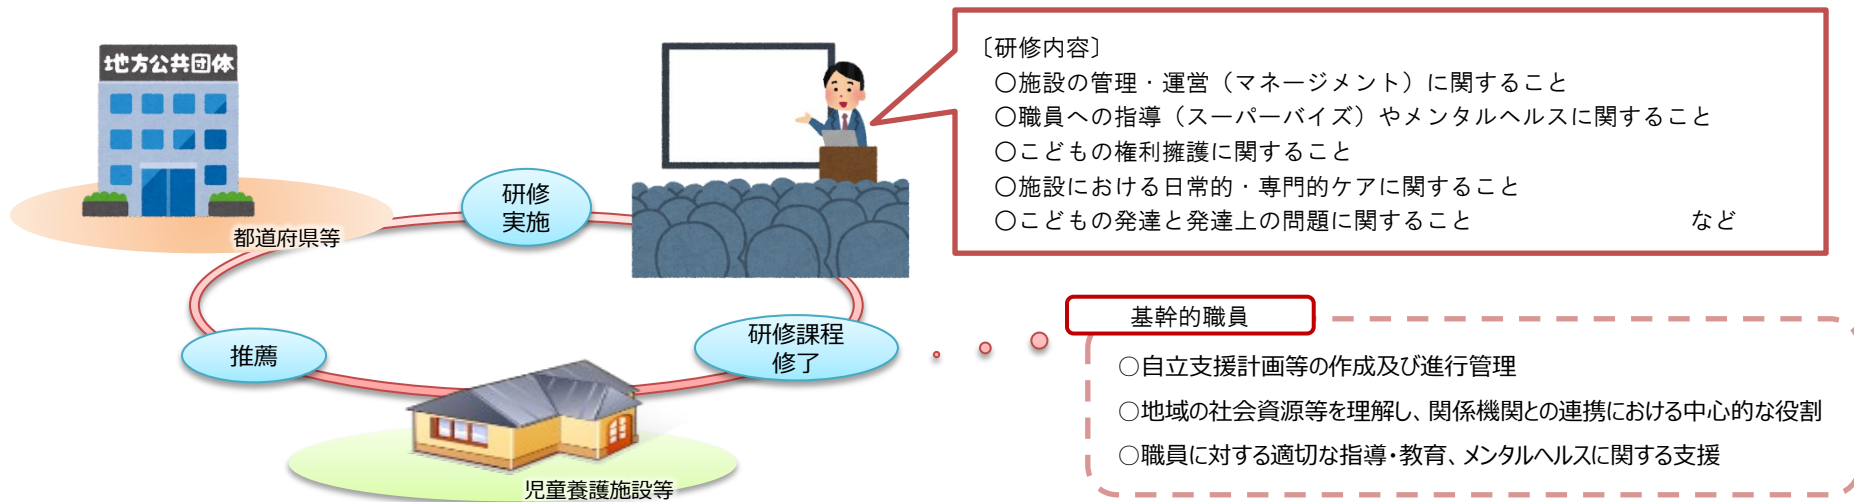 地方公共団体
都道府県等
研修
実施
〔研修内容〕
○施設の管理・運営（マネージメント）に関すること
○職員への指導（スーパーバイズ）やメンタルヘルスに関すること
○こどもの権利擁護に関すること
○施設における日常的・専門的ケアに関すること
○こどもの発達と発達上の問題に関すること　など
推薦
研修課程
修了
児童養護施設等
基幹的職員
○自立支援計画等の作成及び進行管理
○地域の社会資源等を理解し、関係機関との連携における中心的な役割
○職員に対する適切な指導・教育、メンタルヘルスに関する支援